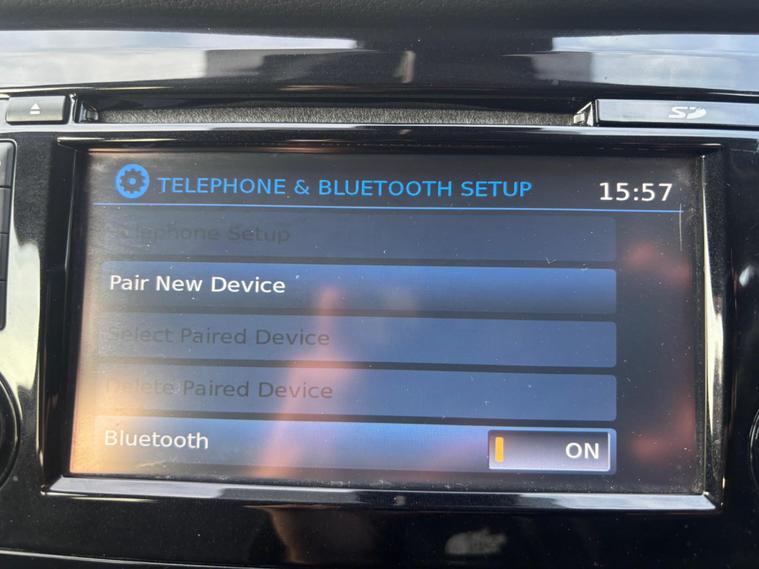 SD
TELEPHONE & BLUETOOTH SETUP
15:57
Telephone Setup
Pair New Device
Select Paired Device
Delete Paired Device
Bluetooth
ON